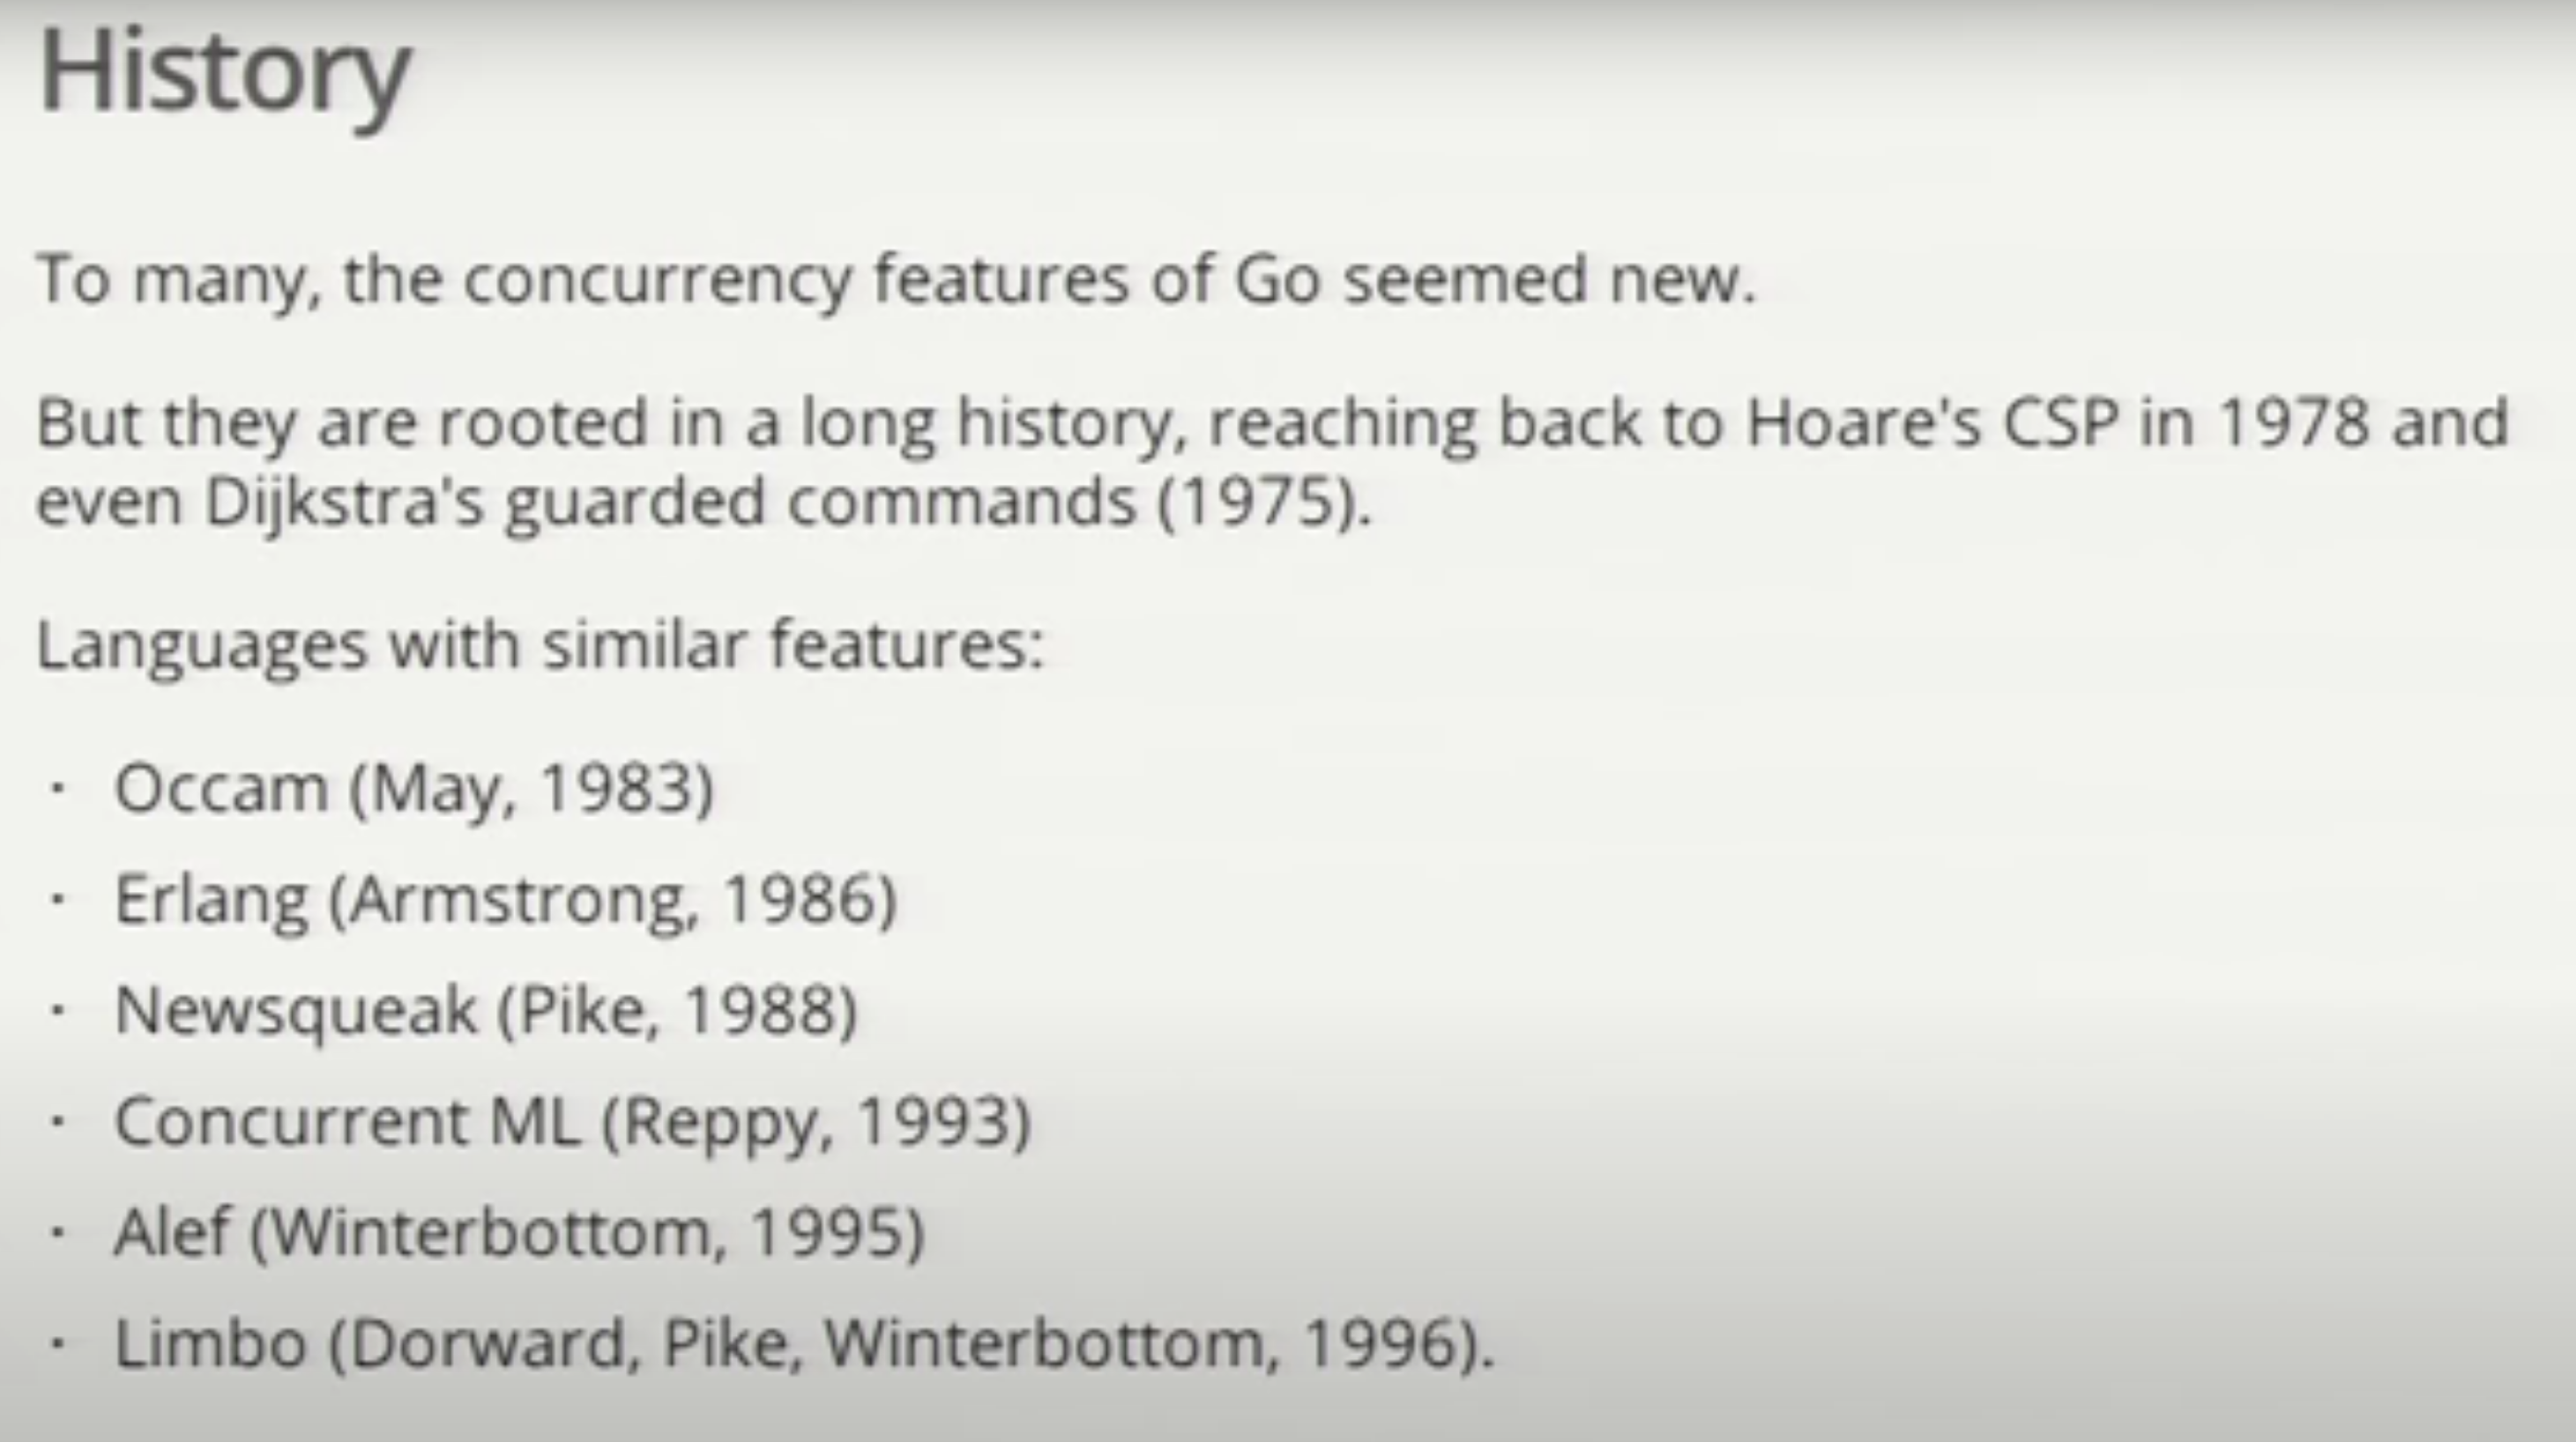 History
To many, the concurrency features of Go seemed new.
But they are rooted in a long history, reaching back to Hoare's CSP in 1978 and
even Dijkstra's guarded commands (1975).
Languages with similar features:
· Occam (May, 1983)
· Erlang (Armstrong, 1986)
· Newsqueak (Pike, 1988)
· Concurrent ML (Reppy, 1993)
· Alef (Winterbottom, 1995)
· Limbo (Dorward, Pike, Winterbottom, 1996).